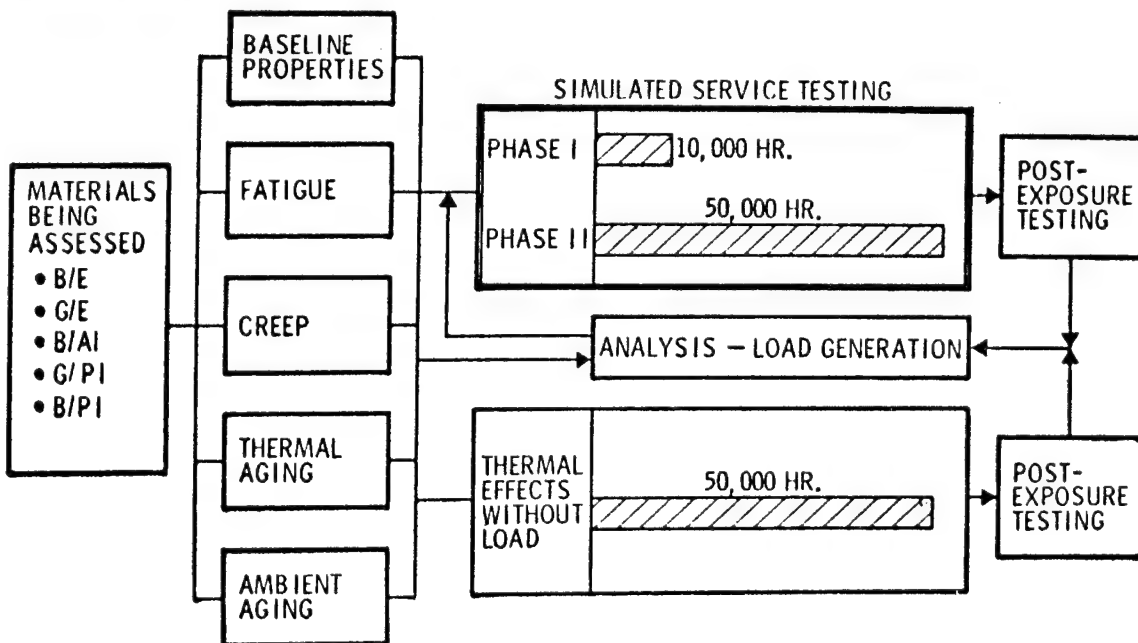 MATERIALS
BEING
ASSESSED
• B/E
• G/E
• B/Al
• G/PI
• B/PI
BASELINE
PROPERTIES
FATIGUE
CREEP
THERMAL
AGING
AMBIENT
AGING
SIMULATED SERVICE TESTING
PHASE I
10,000 HR.
50,000 HR.
PHASE II
ANALYSIS – LOAD GENERATION
THERMAL
EFFECTS
WITHOUT
LOAD
50,000 HR.
POST-
EXPOSURE
TESTING
POST-
EXPOSURE
TESTING